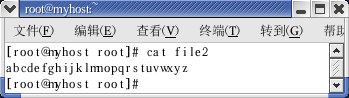 root@myhost:~
文件(F) 编辑(E) 查看(V) 终端(T) 转到(G) 帮助
[root@myhost root]# cat file2
abcdefghijklmopqrstuvwxyz
[root@myhost root]#